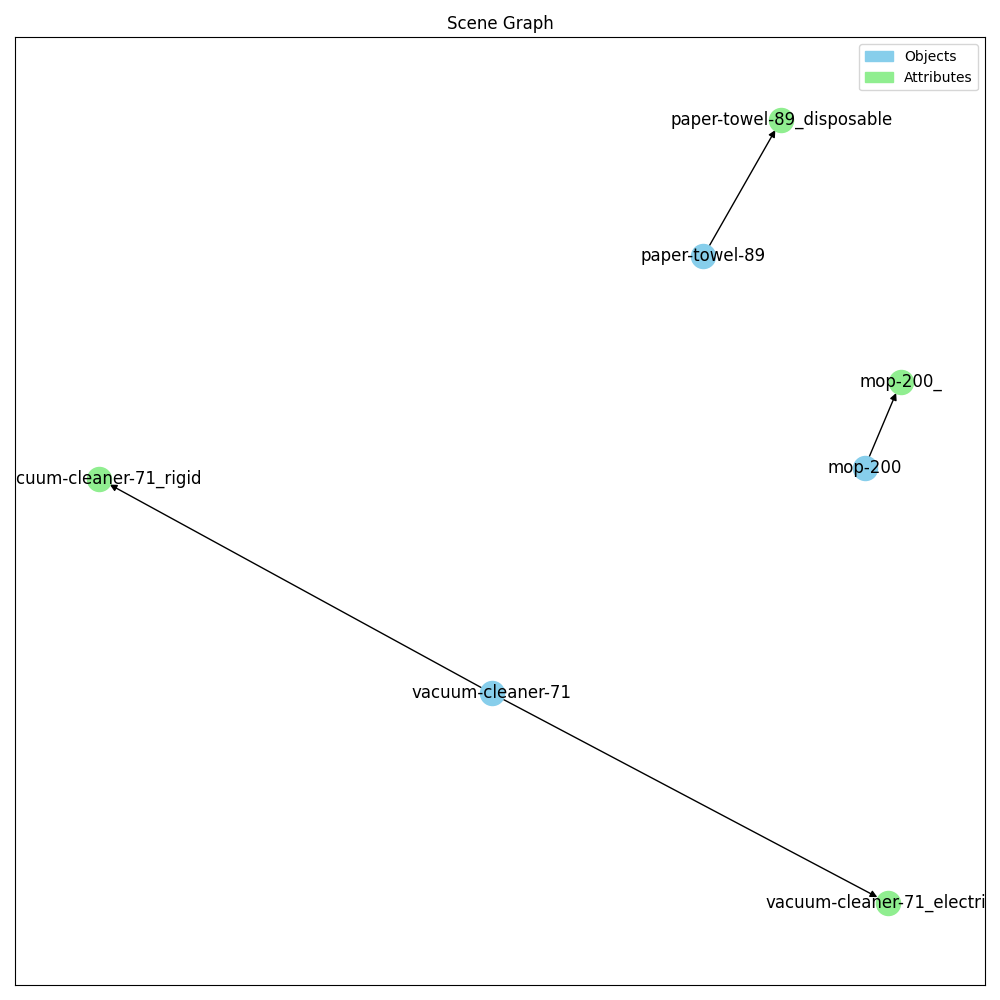 Scene Graph
Objects
Attributes
paper-towel-89_disposable
paper-towel-89
mop-200_
mop-200
cuum-cleaner-71_rigid
vacuum-cleaner-71
vacuum-cleaner-71_electri